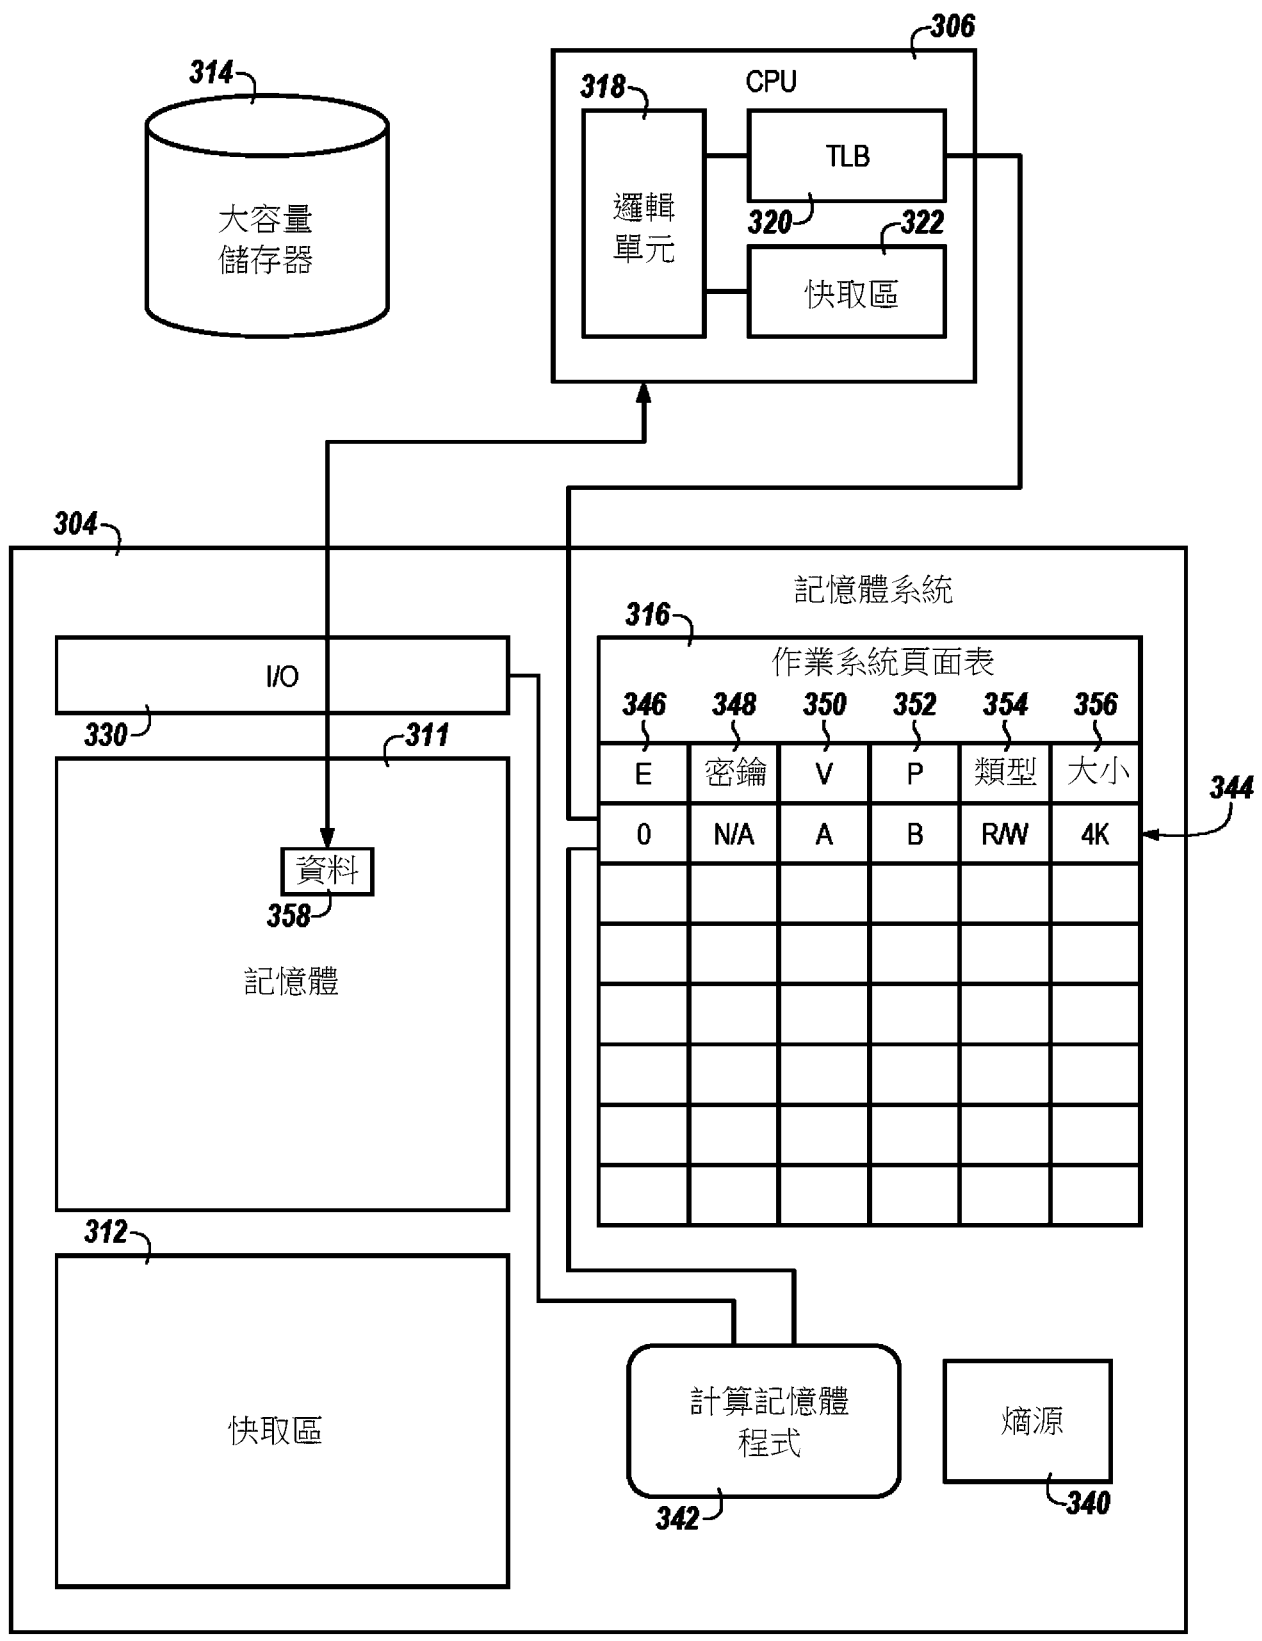 306
314
CPU
318
TLB
大容量
儲存器
邏輯
單元
320
322
快取區
304
記憶體系統
316
I/O
作業系統頁面表
346 348 350 352 354 356
330
311
E 密鑰 V P 類型 大小
344
0 N/A A B R/W 4K
資料
358
記憶體
312
計算記憶體
程式
快取區
熵源
342
340